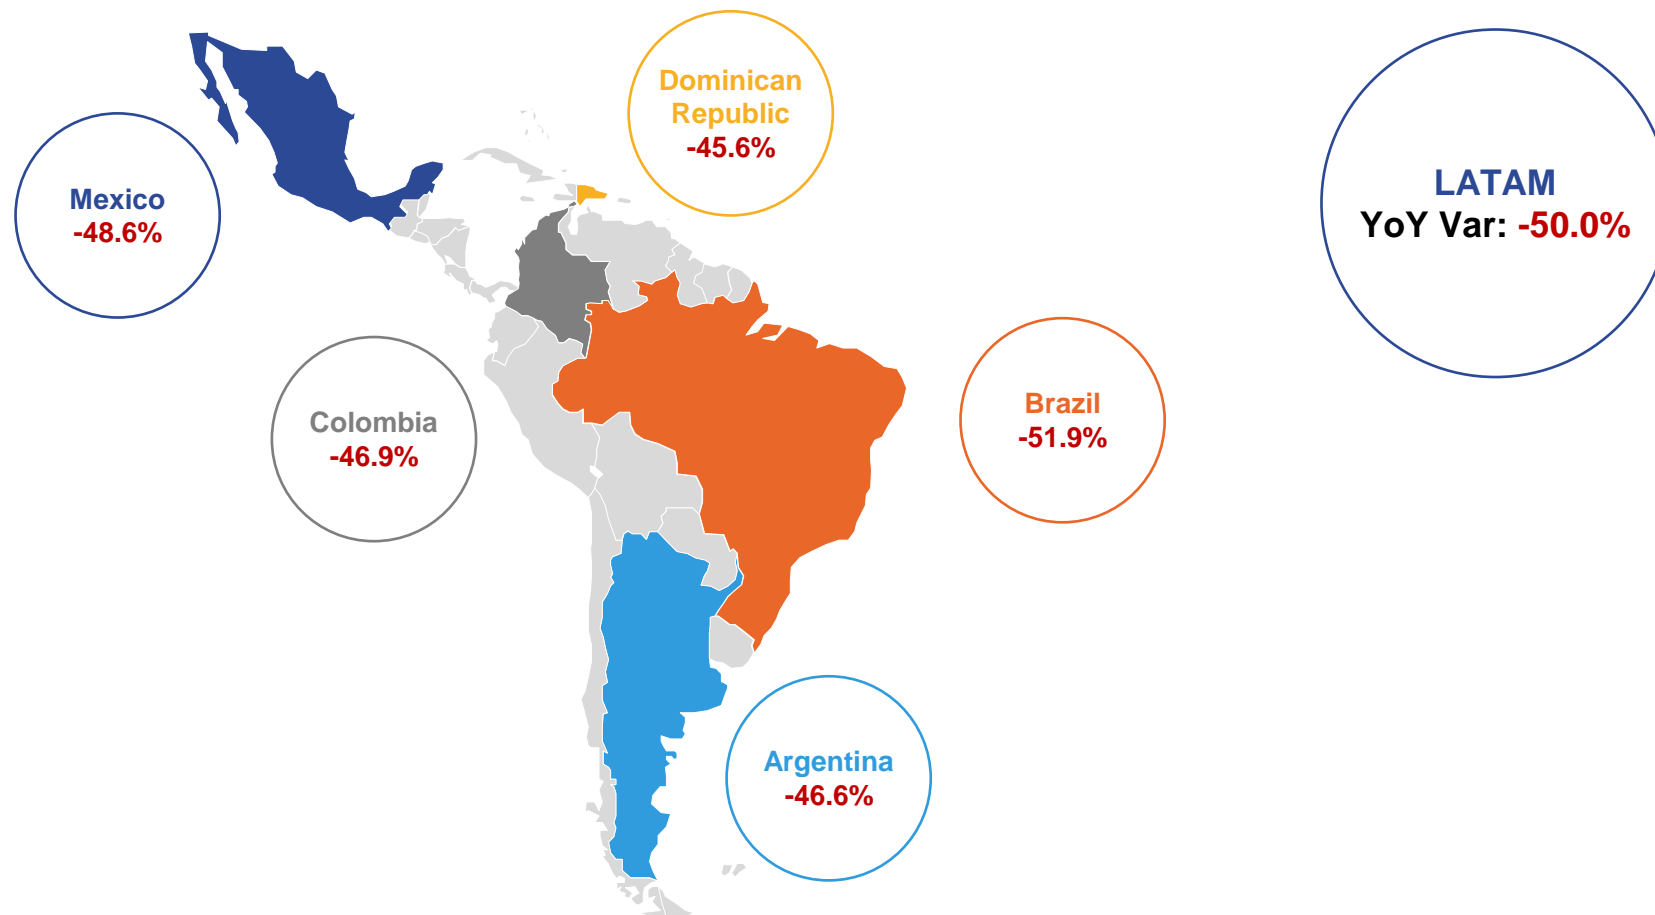 Dominican
Republic
-45.6%
LATAM
YoY Var: -50.0%
Mexico
-48.6%
Colombia
-46.9%
Brazil
-51.9%
Argentina
-46.6%